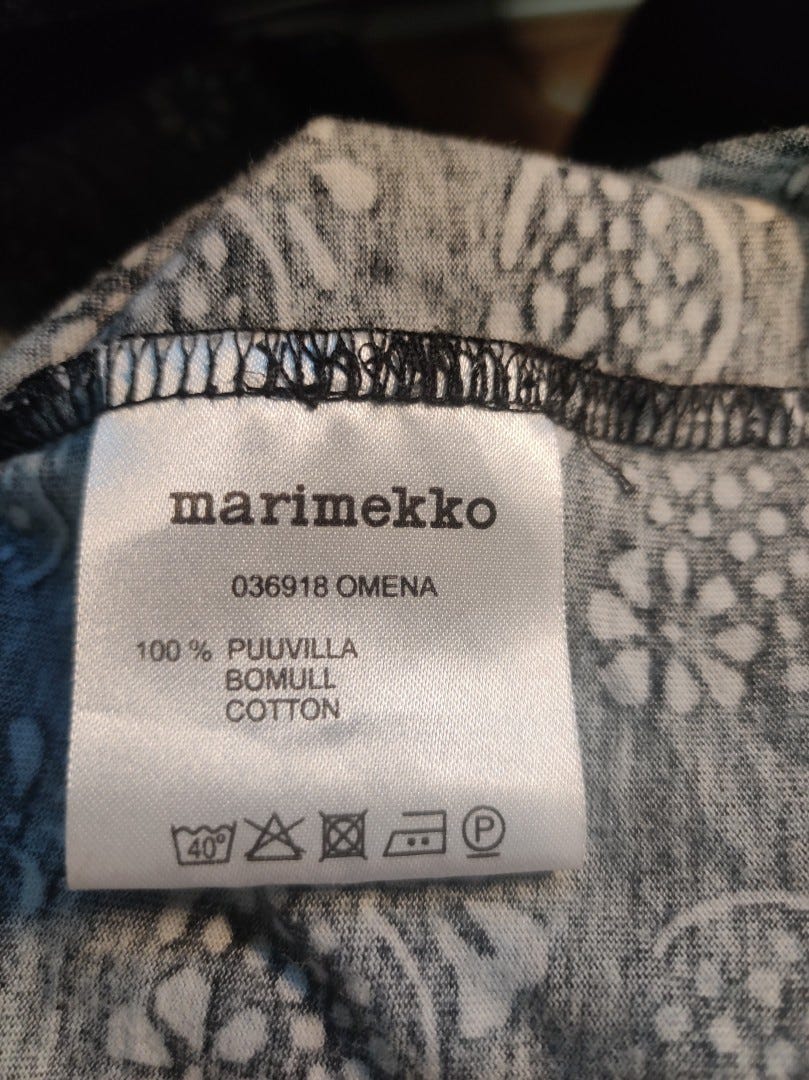 marimekko
036918 OMENA
100 % PUUVILLA
BOMULL
COTTON
40° P